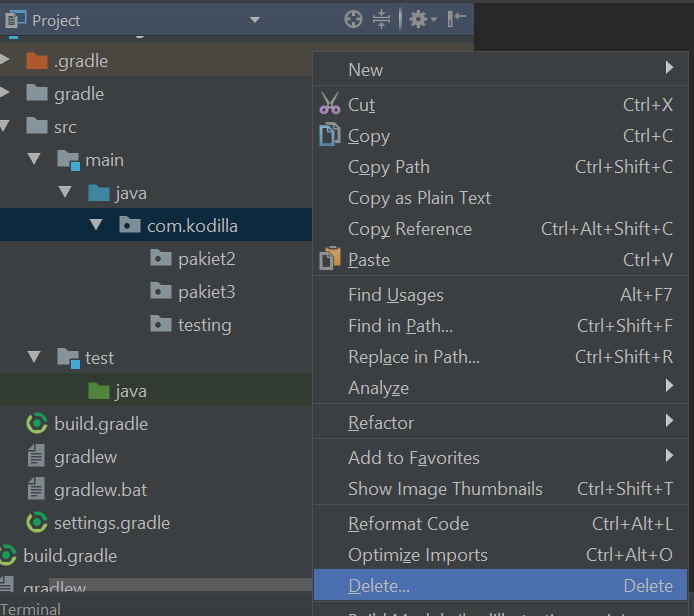 Project
.gradle
gradle
src
main
java
com.kodilla
pakiet2
pakiet3
testing
test
java
build.gradle
gradlew
gradlew.bat
settings.gradle
build.gradle
gradlew
Terminal
New
Cut Ctrl+X
Copy Ctrl+C
Copy Path Ctrl+Shift+C
Copy as Plain Text
Copy Reference Ctrl+Alt+Shift+C
Paste Ctrl+V
Find Usages Alt+F7
Find in Path... Ctrl+Shift+F
Replace in Path... Ctrl+Shift+R
Analyze
Refactor
Add to Favorites
Show Image Thumbnails Ctrl+Shift+T
Reformat Code Ctrl+Alt+L
Optimize Imports Ctrl+Alt+O
Delete... Delete